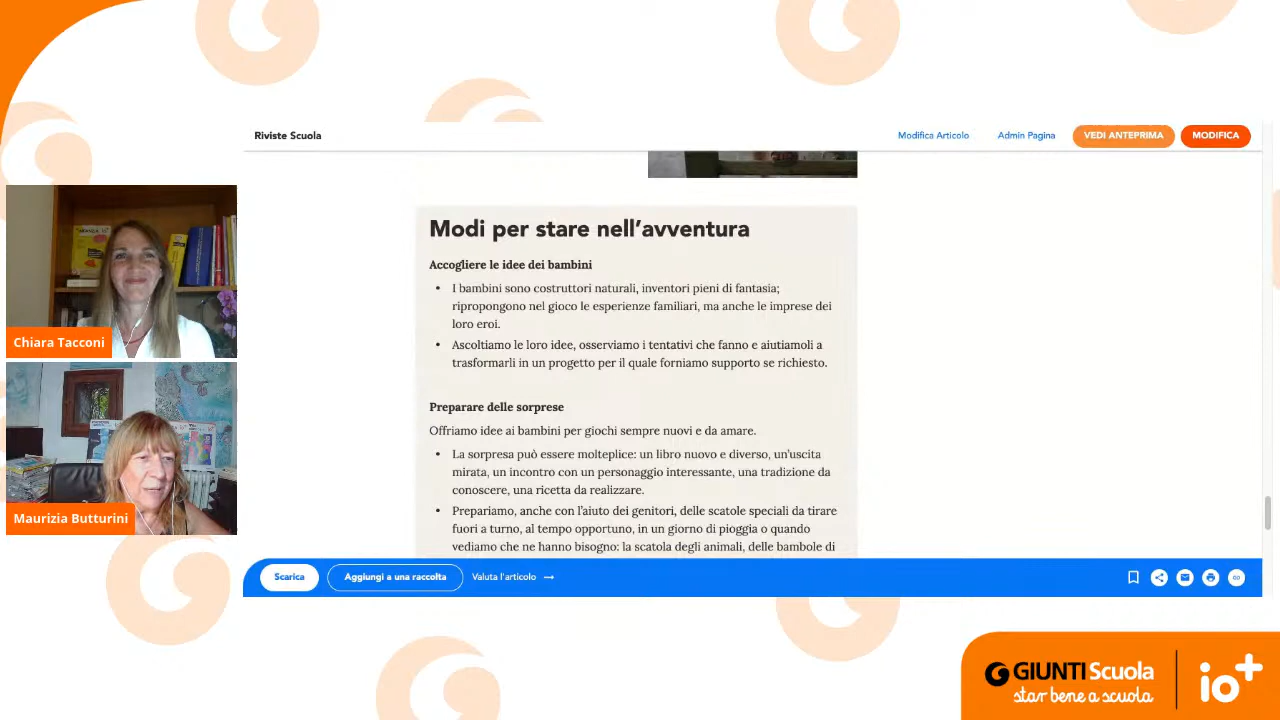 Riviste Scuola
Modifica Articolo
Admin Pagina
VEDI ANTEPRIMA
MODIFICA
Modi per stare nell’avventura
Accogliere le idee dei bambini
• I bambini sono costruttori naturali, inventori pieni di fantasia;
ripropongono nel gioco le esperienze familiari, ma anche le imprese dei
loro eroi.
• Ascoltiamo le loro idee, osserviamo i tentativi che fanno e aiutiamoli a
trasformarli in un progetto per il quale forniamo supporto se richiesto.
Preparare delle sorprese
Offriamo idee ai bambini per giochi sempre nuovi e da amare.
• La sorpresa può essere molteplice: un libro nuovo e diverso, un’uscita
mirata, un incontro con un personaggio interessante, una tradizione da
conoscere, una ricetta da realizzare.
• Prepariamo, anche con l’aiuto dei genitori, delle scatole speciali da tirare
fuori a turno, al tempo opportuno, in un giorno di pioggia o quando
vediamo che ne hanno bisogno: la scatola degli animali, delle bambole di
Chiara Tacconi
Maurizia Butturini
Scarica
Aggiungi a una raccolta
Valuta l’articolo →
GIUNTI Scuola
star bene a scuola
io+